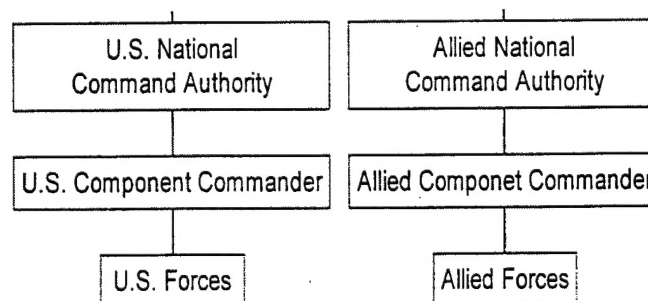 U.S. National
Command Authority
Allied National
Command Authority
U.S. Component Commander
Allied Componet Commander
U.S. Forces
Allied Forces